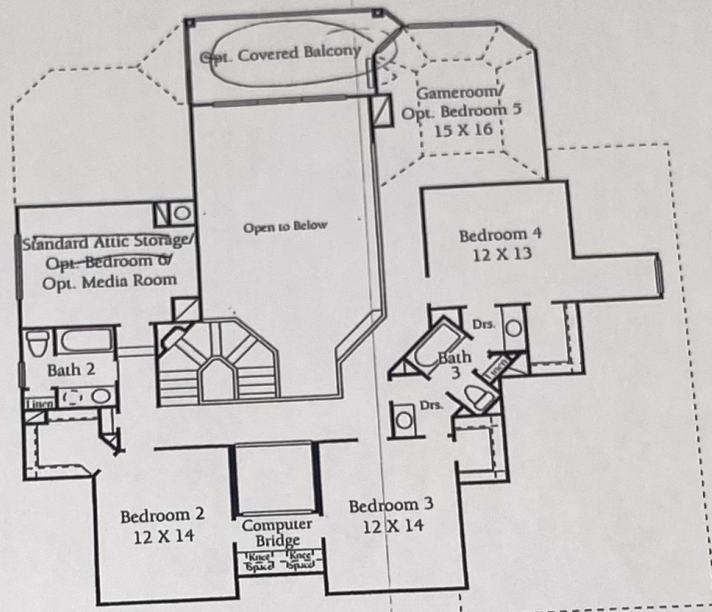 Opt. Covered Balcony
Gameroom/
Opt. Bedroom 5
15 X 16
Open to Below
Bedroom 4
12 X 13
Standard Attic Storage/
Opt. Bedroom 6/
Opt. Media Room
Drs.
Bath 2
Bath
3
Linen
Linen
Drs.
Bedroom 2
12 X 14
Bedroom 3
12 X 14
Computer
Bridge
Knee Knee
Space Space